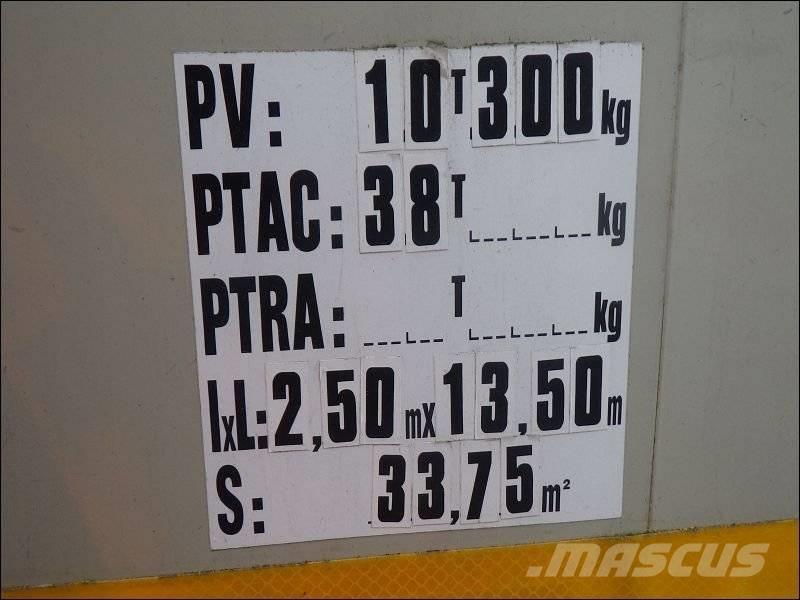 PV: 10 T 300 kg
PTAC: 38 T kg
PTRA: T kg
lxL: 2,50 m x 13,50 m
S: 33,75 m²
.MASCUS